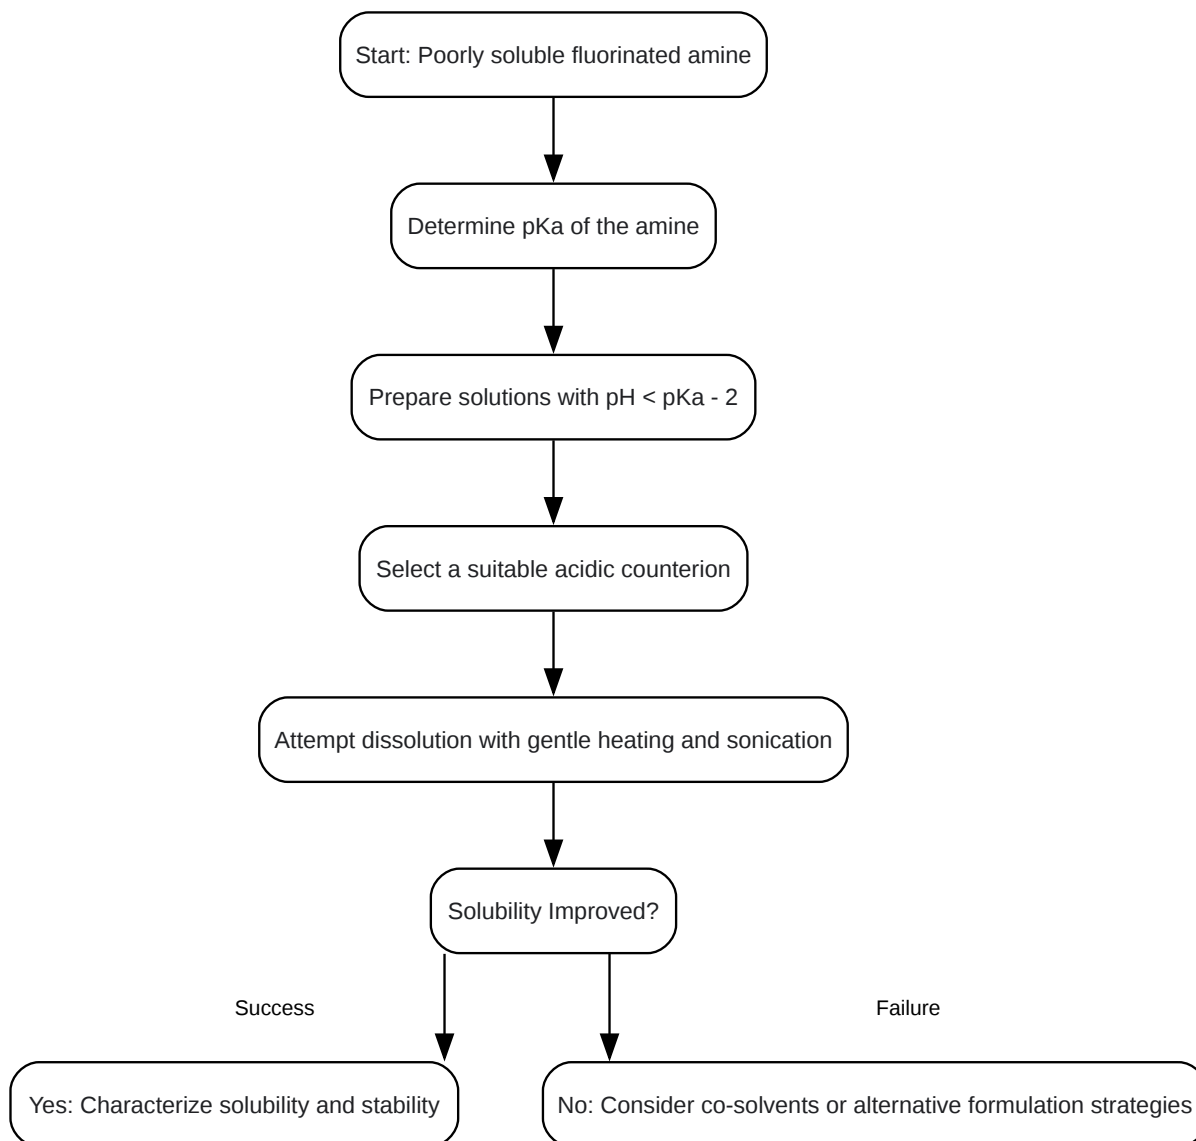 Start: Poorly soluble fluorinated amine
Determine pKa of the amine
Prepare solutions with pH < pKa - 2
Select a suitable acidic counterion
Attempt dissolution with gentle heating and sonication
Solubility Improved?
Success
Failure
Yes: Characterize solubility and stability
No: Consider co-solvents or alternative formulation strategies